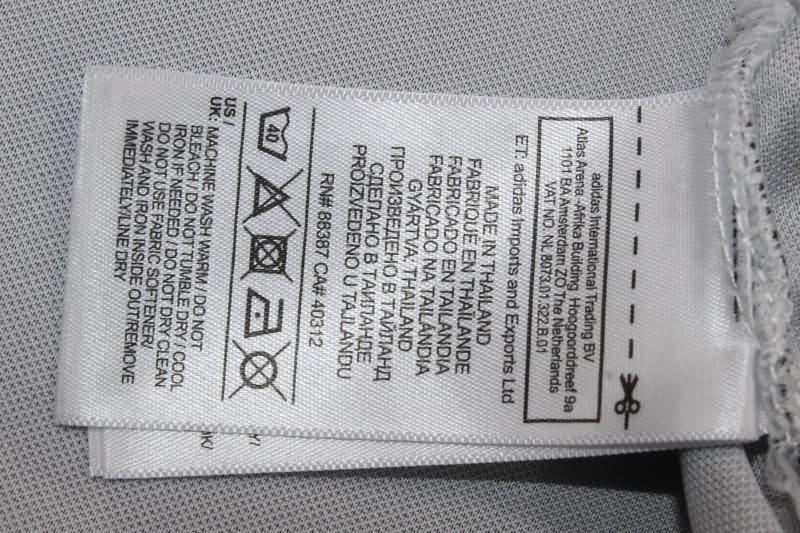 adidas International Trading BV
Atlas Arena -Afrika Building Hoogoorddreef 9a
1101 BA Amsterdam ZO The Netherlands
VAT NO. NL 8073.01.322.B.01
ET: adidas Imports and Exports Ltd
MADE IN THAILAND
FABRIQUÉ EN THAÏLANDE
FABRICADO EN TAILANDIA
FABRICADO NA TAILÂNDIA
GYÁRTVA: THAILAND
ПРОИЗВЕДЕНО В ТАЙЛАНД
СДЕЛАНО В ТАИЛАНДЕ
PROIZVEDENO U TAJLANDU
RN# 88387 CA# 40312
40
US /
UK: MACHINE WASH WARM / DO NOT
BLEACH / DO NOT TUMBLE DRY / COOL
IRON IF NEEDED / DO NOT DRY CLEAN
DO NOT USE FABRIC SOFTENER/
WASH AND IRON INSIDE OUT/REMOVE
IMMEDIATELY/LINE DRY